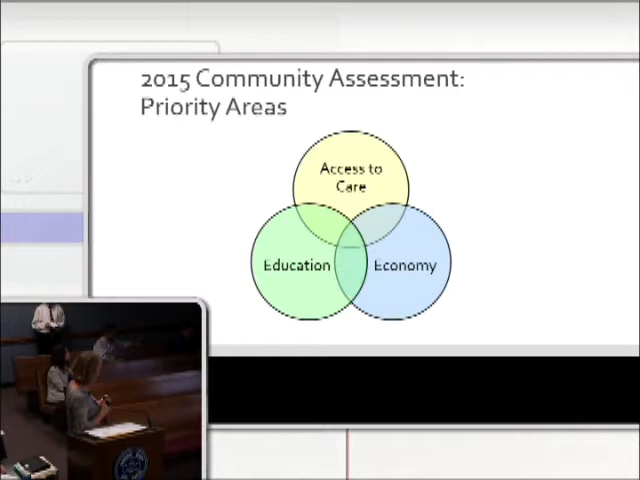 2015 Community Assessment:
Priority Areas
Access to
Care
Education
Economy